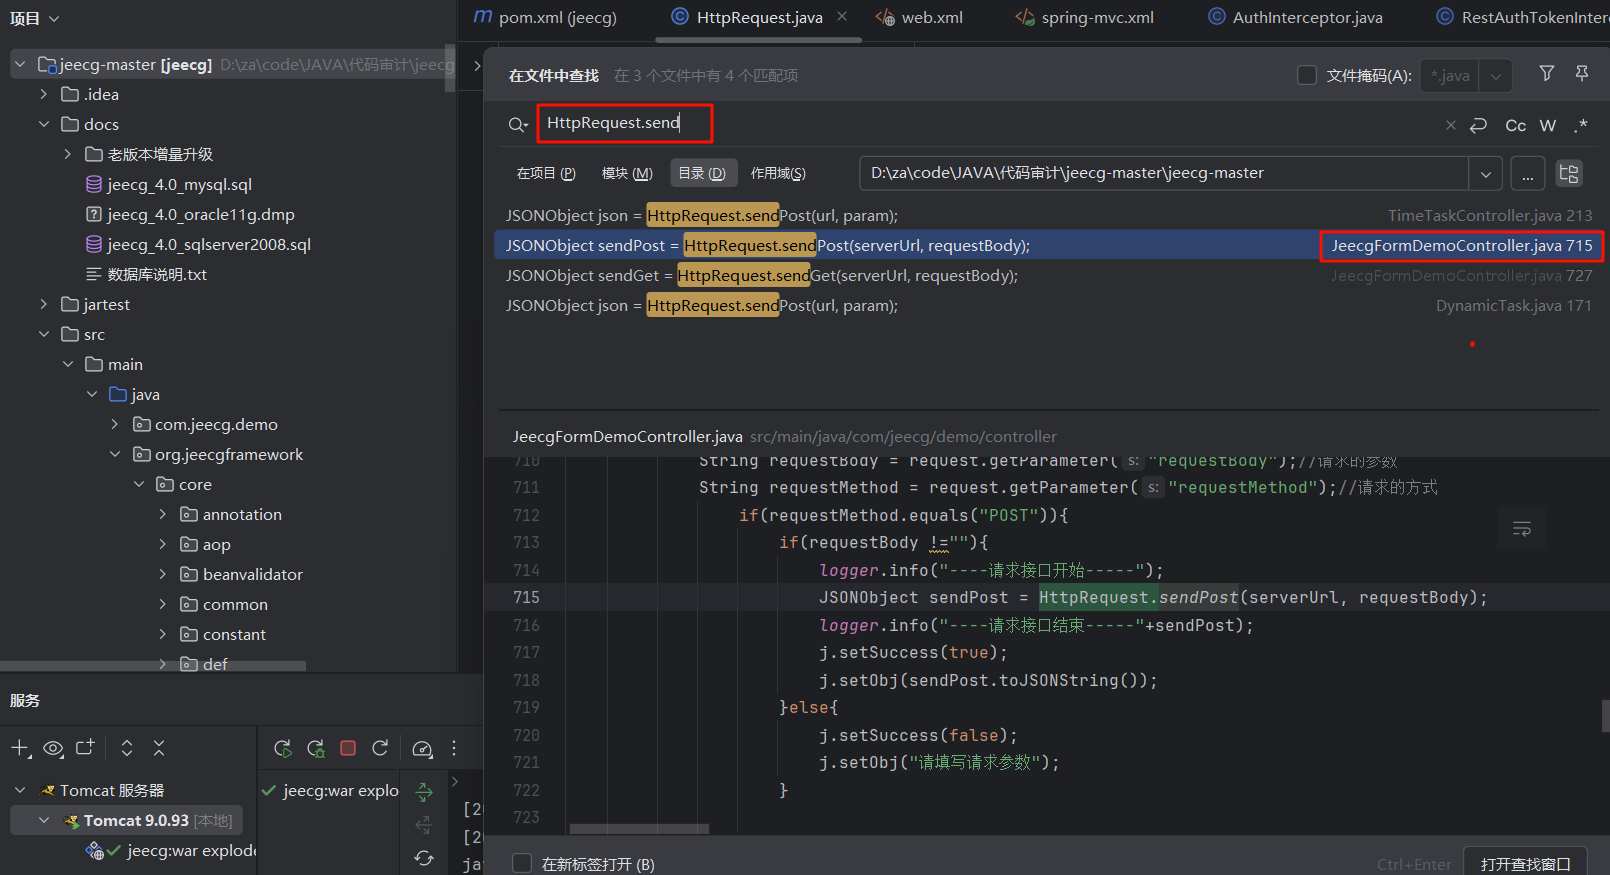 项目
pom.xml (jeecg)
HttpRequest.java
web.xml
spring-mvc.xml
AuthInterceptor.java
RestAuthTokenInter
jeecg-master [jeecg] D:\za\code\JAVA\代码审计\jeecg
.idea
docs
老版本增量升级
jeecg_4.0_mysql.sql
jeecg_4.0_oracle11g.dmp
jeecg_4.0_sqlserver2008.sql
数据库说明.txt
jartest
src
main
java
com.jeecg.demo
org.jeecgframework
core
annotation
aop
beanvalidator
common
constant
def
在文件中查找 在 3 个文件中有 4 个匹配项
文件掩码(A): *.java
HttpRequest.send
Cc W .*
在项目 (P) 模块 (M) 目录 (D) 作用域(S)
D:\za\code\JAVA\代码审计\jeecg-master\jeecg-master
...
JSONObject json = HttpRequest.sendPost(url, param); TimeTaskController.java 213
JSONObject sendPost = HttpRequest.sendPost(serverUrl, requestBody); JeecgFormDemoController.java 715
JSONObject sendGet = HttpRequest.sendGet(serverUrl, requestBody); JeecgFormDemoController.java 727
JSONObject json = HttpRequest.sendPost(url, param); DynamicTask.java 171
JeecgFormDemoController.java src/main/java/com/jeecg/demo/controller
710 String requestBody = request.getParameter( s: "requestBody");//请求的参数
711 String requestMethod = request.getParameter( s: "requestMethod");//请求的方式
712 if(requestMethod.equals("POST")){
713 if(requestBody !=""){
714 logger.info("----请求接口开始-----");
715 JSONObject sendPost = HttpRequest.sendPost(serverUrl, requestBody);
716 logger.info("----请求接口结束-----"+sendPost);
717 j.setSuccess(true);
718 j.setObj(sendPost.toJSONString());
719 }else{
720 j.setSuccess(false);
721 j.setObj("请填写请求参数");
722 }
723
在新标签打开 (B)
Ctrl+Enter 打开查找窗口
服务
Tomcat 服务器
Tomcat 9.0.93 [本地]
jeecg:war explode
jeecg:war explo
[2
[2
ja